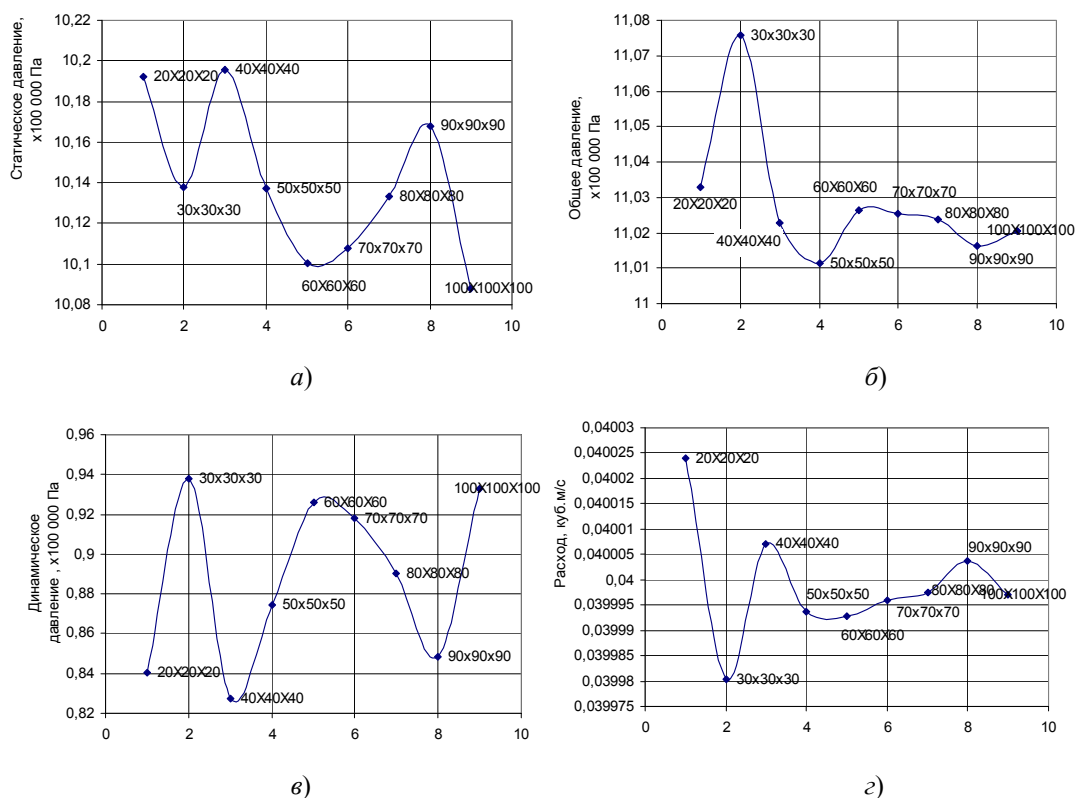 Статическое давление,
х100 000 Па
10,22
10,2
10,18
10,16
10,14
10,12
10,1
10,08
20X20X20
40X40X40
90x90x90
50x50x50
80X80X80
30x30x30
70x70x70
60X60X60
100X100X100
0 2 4 6 8 10
а)
Общее давление,
х100 000 Па
11,08
11,07
11,06
11,05
11,04
11,03
11,02
11,01
11
30x30x30
60X60X60
70x70x70
20X20X20
80X80X80
100X100X100
40X40X40
50x50x50
90x90x90
0 2 4 6 8 10
б)
Динамическое
давление , х100 000 Па
0,96
0,94
0,92
0,9
0,88
0,86
0,84
0,82
30x30x30
100X100X100
60X60X60
70x70x70
80X80X80
50x50x50
90x90x90
20X20X20
40X40X40
0 2 4 6 8 10
в)
Расход, куб.м/с
0,04003
0,040025
0,04002
0,040015
0,04001
0,040005
0,04
0,039995
0,03999
0,039985
0,03998
0,039975
20X20X20
40X40X40
90x90x90
50x50x50
80X80X80
100X100X100
70x70x70
60X60X60
30x30x30
0 2 4 6 8 10
г)